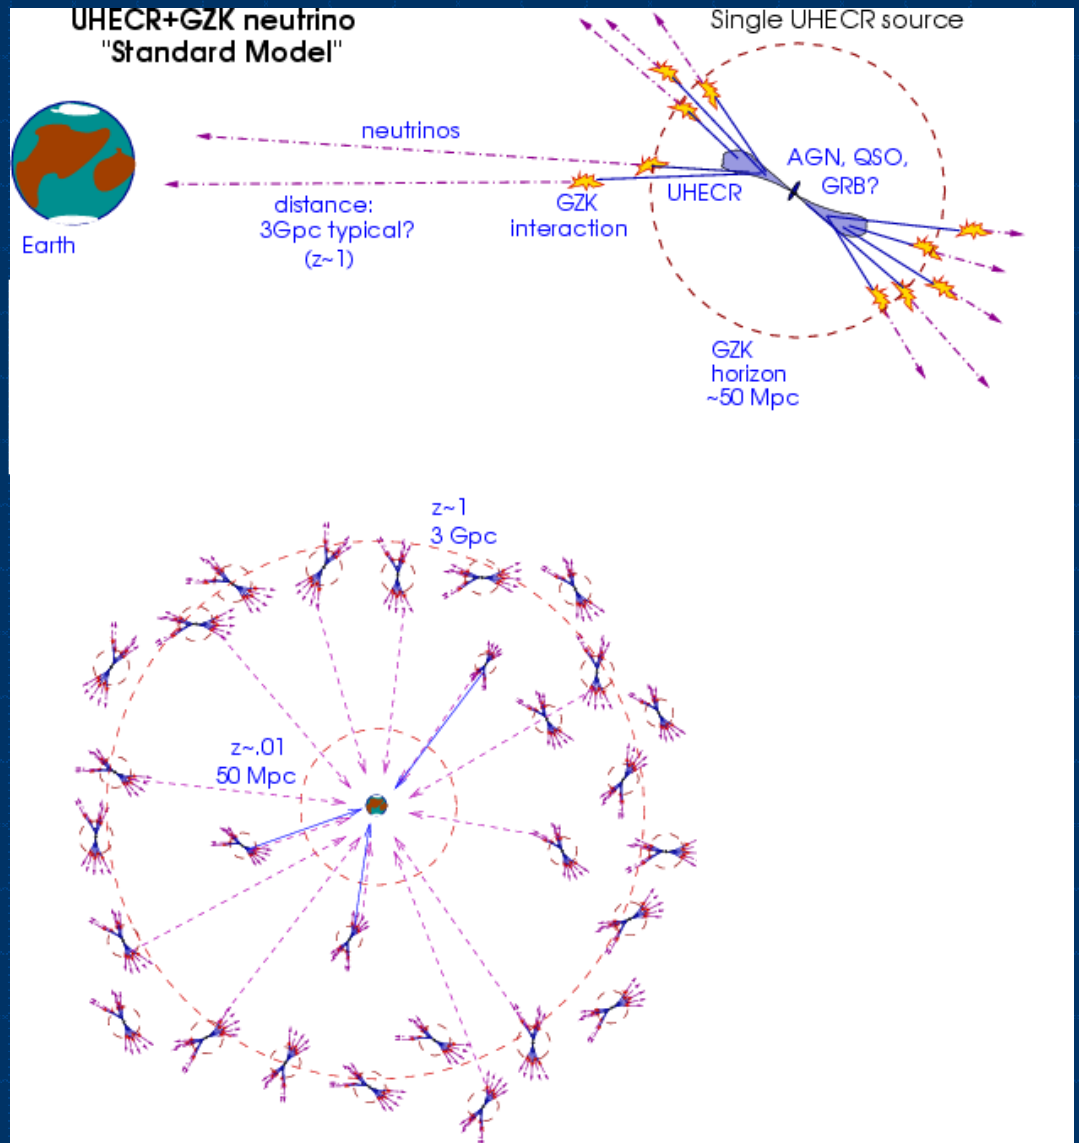 UHECR+GZK neutrino
"Standard Model"
Single UHECR source
neutrinos
AGN, QSO,
GRB?
UHECR
GZK
interaction
distance:
3Gpc typical?
(z~1)
Earth
GZK
horizon
~50 Mpc
z~1
3 Gpc
z~.01
50 Mpc